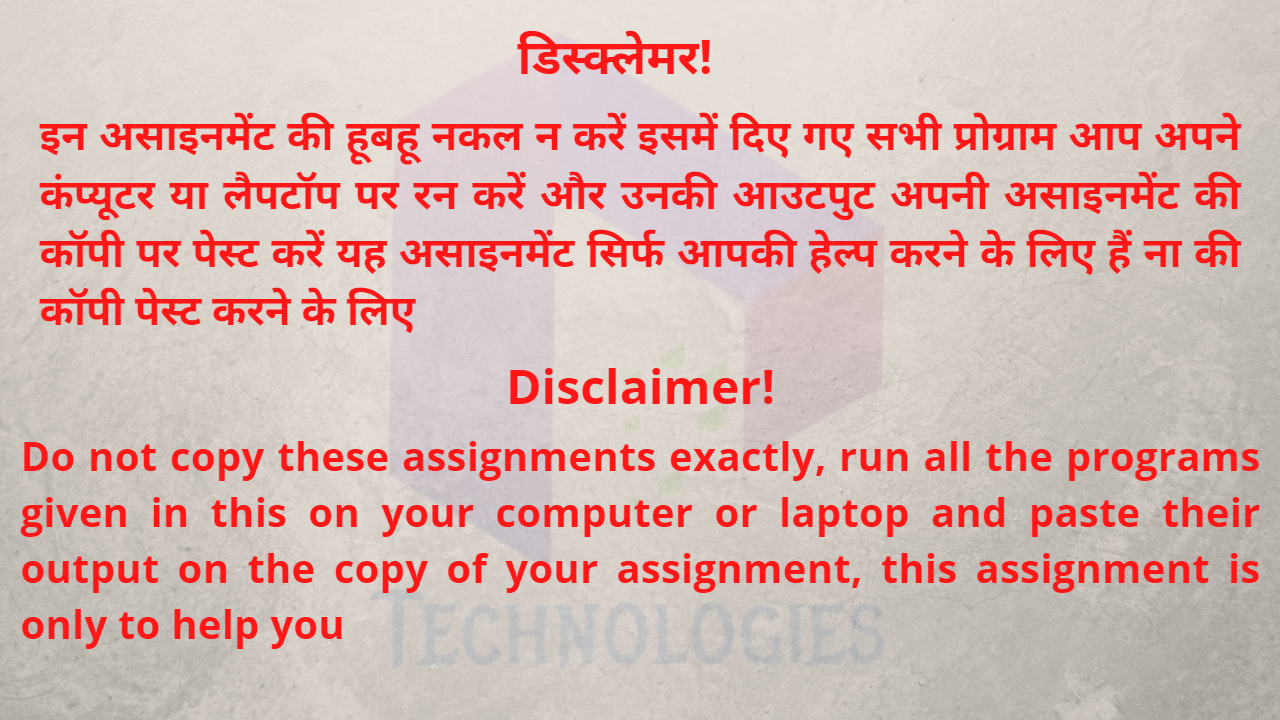 डिस्क्लेमर!
इन असाइनमेंट की हूबहू नकल न करें इसमें दिए गए सभी प्रोग्राम आप अपने
कंप्यूटर या लैपटॉप पर रन करें और उनकी आउटपुट अपनी असाइनमेंट की
कॉपी पर पेस्ट करें यह असाइनमेंट सिर्फ आपकी हेल्प करने के लिए हैं ना की
कॉपी पेस्ट करने के लिए
Disclaimer!
Do not copy these assignments exactly, run all the programs
given in this on your computer or laptop and paste their
output on the copy of your assignment, this assignment is
only to help you
TECHNOLOGIES